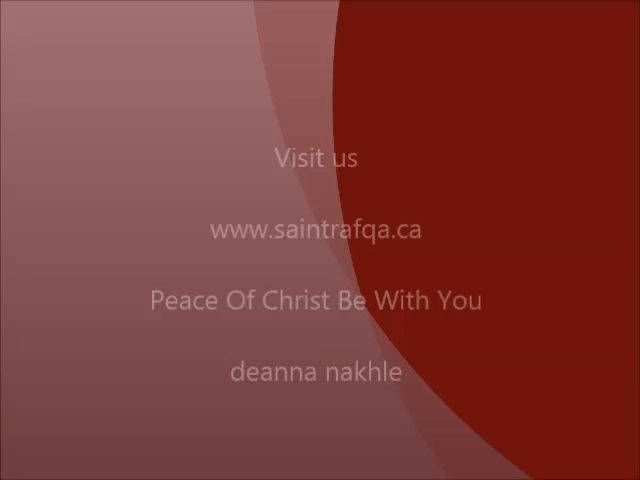 Visit us
www.saintrafqa.ca
Peace Of Christ Be With You
deanna nakhle